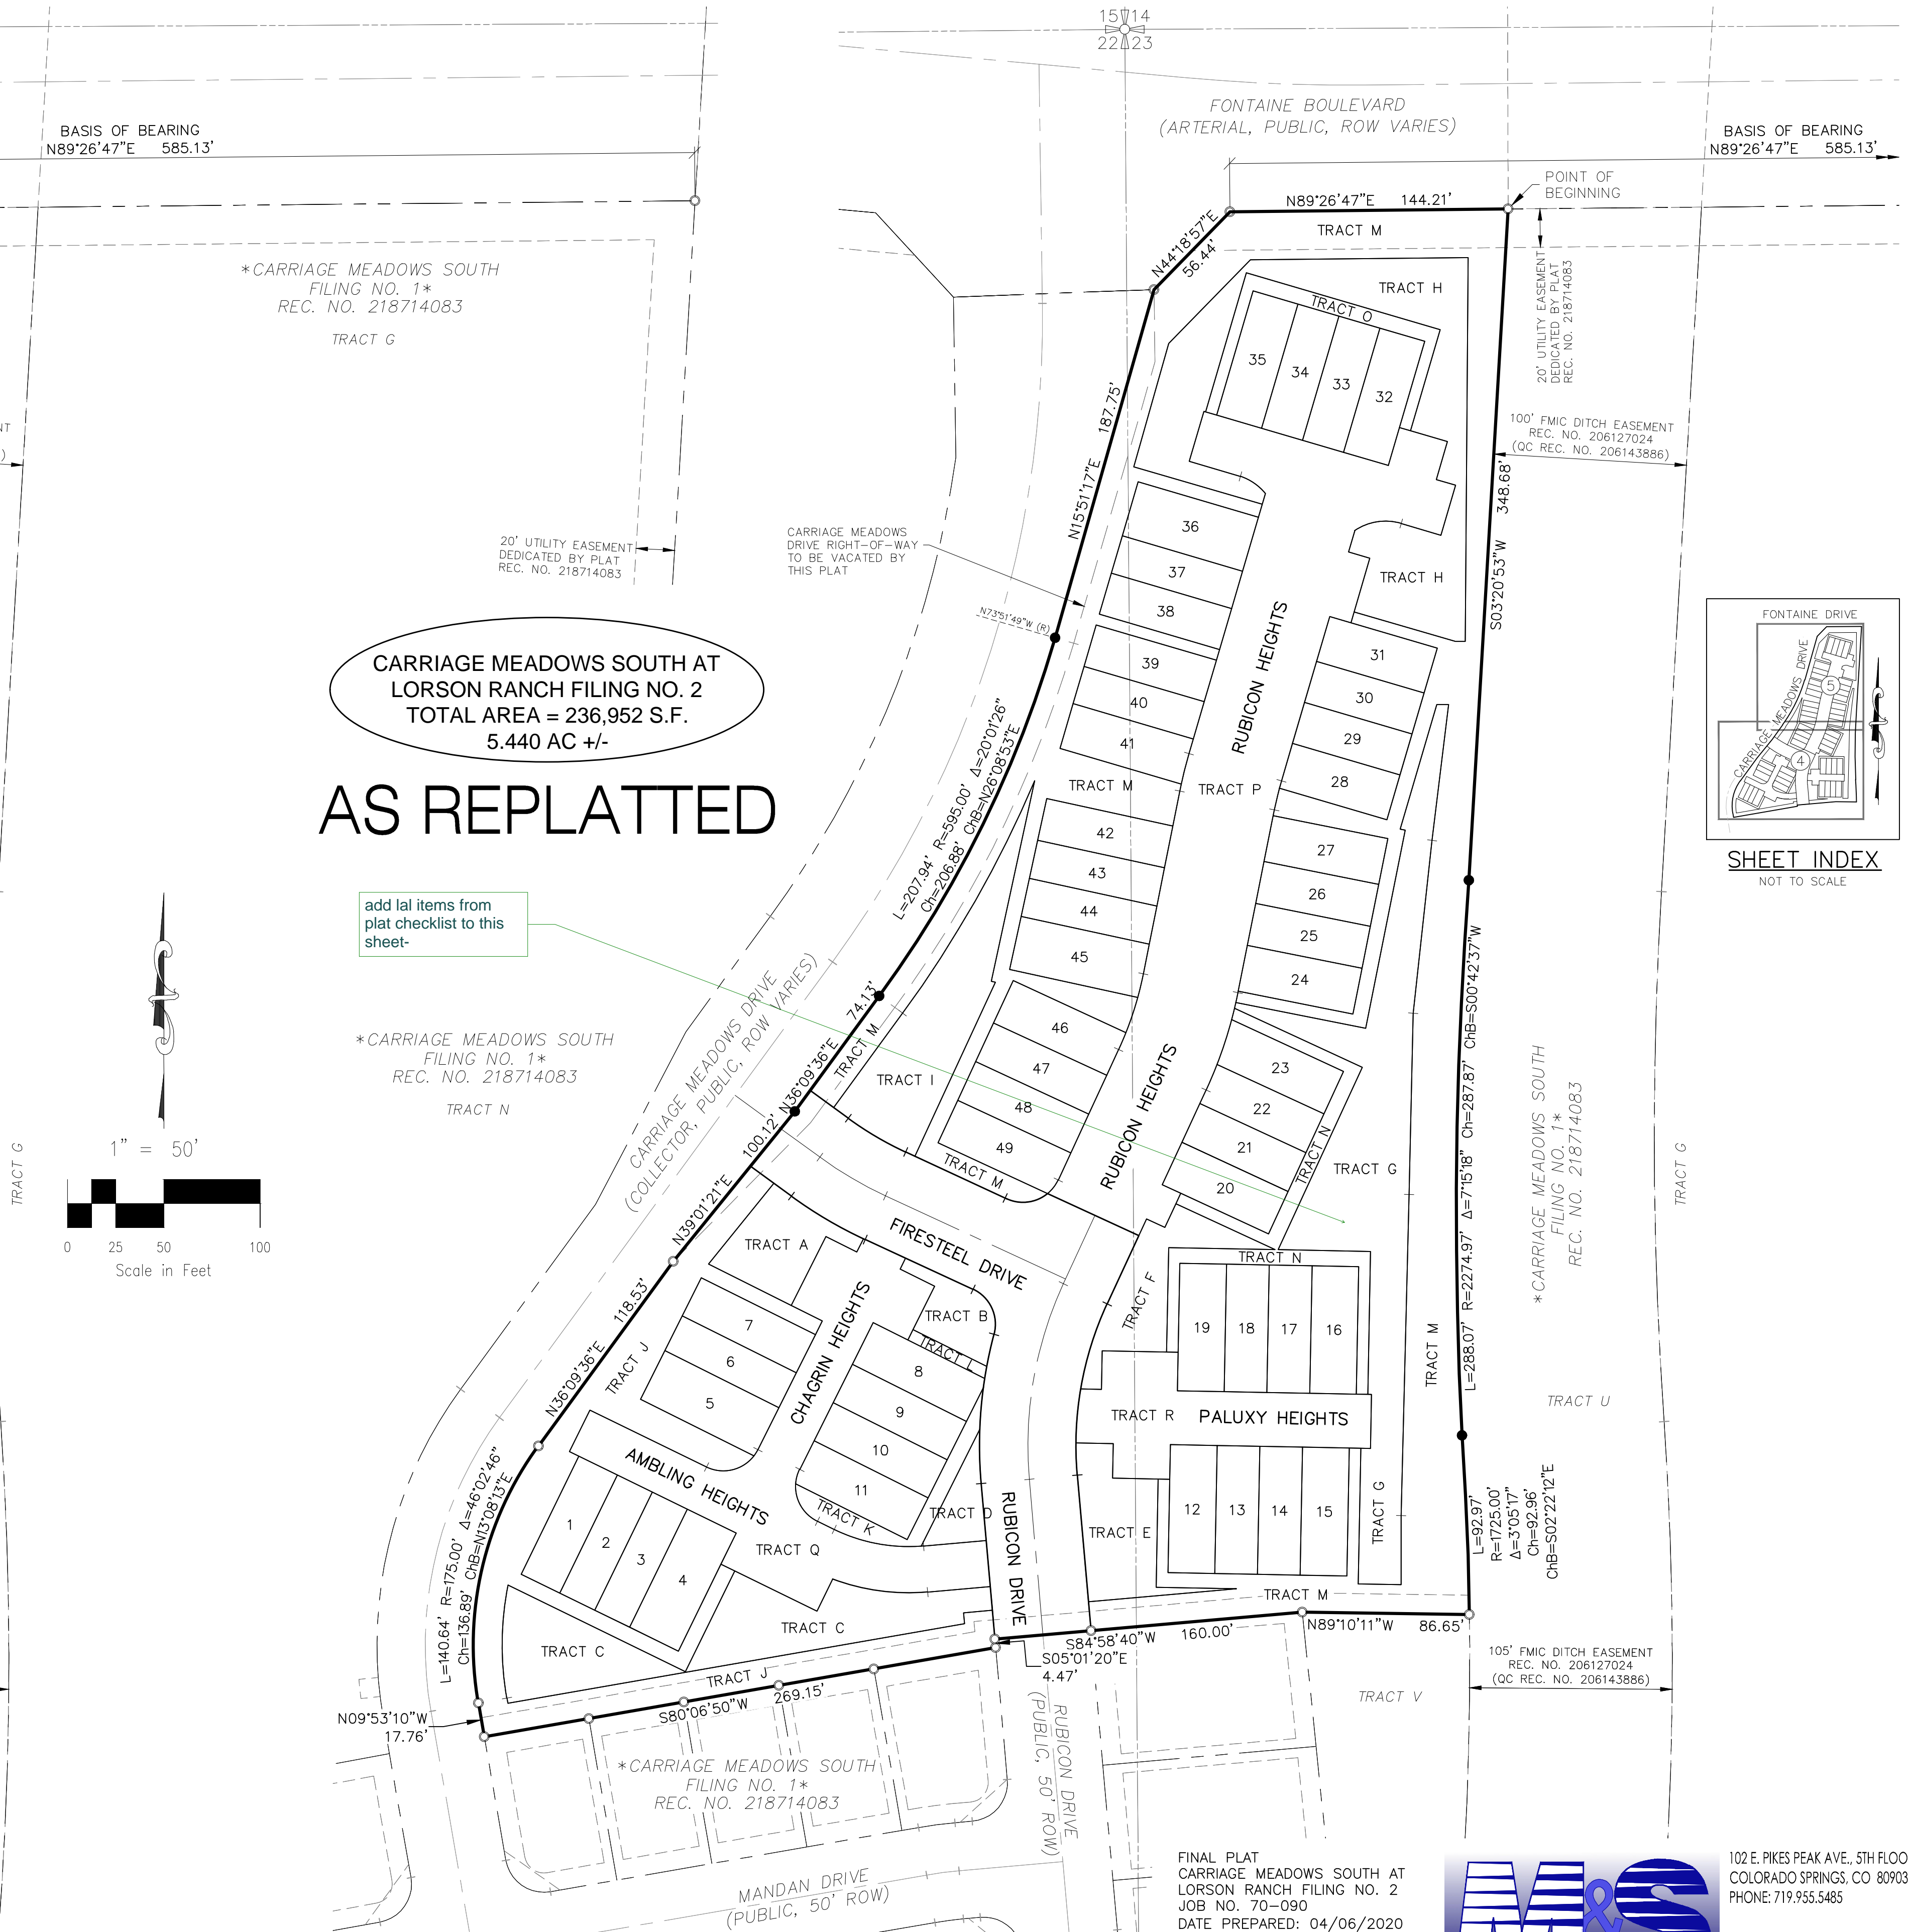 15 14
22 23
FONTAINE BOULEVARD
(ARTERIAL, PUBLIC, ROW VARIES)
BASIS OF BEARING
N89°26'47"E 585.13'
BASIS OF BEARING
N89°26'47"E 585.13'
POINT OF
BEGINNING
N89°26'47"E 144.21'
TRACT M
N44°18'57"E
56.44'
20' UTILITY EASEMENT
DEDICATED BY PLAT
REC. NO. 218714083
*CARRIAGE MEADOWS SOUTH
FILING NO. 1*
REC. NO. 218714083
TRACT G
TRACT H
TRACT O
35
34
33
32
187.75'
N15°51'17"E
100' FMIC DITCH EASEMENT
REC. NO. 206127024
(QC REC. NO. 206143886)
348.68'
S03°20'53"W
NT
)
20' UTILITY EASEMENT
DEDICATED BY PLAT
REC. NO. 218714083
CARRIAGE MEADOWS
DRIVE RIGHT-OF-WAY
TO BE VACATED BY
THIS PLAT
N73°51'49"W (R)
36
37
38
TRACT H
39
40
41
RUBICON HEIGHTS
31
30
29
28
TRACT M
TRACT P
FONTAINE DRIVE
CARRIAGE MEADOWS DRIVE
5
4
SHEET INDEX
NOT TO SCALE
CARRIAGE MEADOWS SOUTH AT
LORSON RANCH FILING NO. 2
TOTAL AREA = 236,952 S.F.
5.440 AC +/-
AS REPLATTED
L=207.94' R=595.00' Δ=20°01'26"
Ch=206.88' ChB=N26°08'53"E
42
43
44
45
27
26
25
24
add lal items from
plat checklist to this
sheet-
74.13'
N36°09'36"E
TRACT M
CARRIAGE MEADOWS DRIVE
(COLLECTOR, PUBLIC, ROW VARIES)
*CARRIAGE MEADOWS SOUTH
FILING NO. 1*
REC. NO. 218714083
TRACT N
TRACT I
46
47
48
49
TRACT M
RUBICON HEIGHTS
23
22
21
20
TRACT N
TRACT G
L=288.07' R=2274.97' Δ=7°15'18" Ch=287.87' ChB=S00°42'37"W
*CARRIAGE MEADOWS SOUTH
FILING NO. 1*
REC. NO. 218714083
TRACT G
TRACT G
1" = 50'
0 25 50 100
Scale in Feet
100.12'
N39°01'21"E
FIRESTEEL DRIVE
TRACT A
TRACT B
TRACT L
TRACT F
TRACT N
19
18
17
16
TRACT M
TRACT U
118.53'
N36°09'36"E
TRACT J
7
6
5
CHAGRIN HEIGHTS
8
9
10
11
TRACT K
TRACT D
TRACT R
PALUXY HEIGHTS
AMBLING HEIGHTS
1
2
3
4
TRACT Q
RUBICON DRIVE
TRACT E
12
13
14
15
TRACT G
L=92.97'
R=1725.00'
Δ=3°05'17"
Ch=92.96'
ChB=S02°22'12"E
L=140.64' R=175.00' Δ=46°02'46"
Ch=136.89' ChB=N13°08'13"E
TRACT C
TRACT C
TRACT J
TRACT M
N89°10'11"W 86.65'
S84°58'40"W 160.00'
S05°01'20"E
4.47'
S80°06'50"W 269.15'
N09°53'10"W
17.76'
105' FMIC DITCH EASEMENT
REC. NO. 206127024
(QC REC. NO. 206143886)
TRACT V
RUBICON DRIVE
(PUBLIC, 50' ROW)
*CARRIAGE MEADOWS SOUTH
FILING NO. 1*
REC. NO. 218714083
MANDAN DRIVE
(PUBLIC, 50' ROW)
FINAL PLAT
CARRIAGE MEADOWS SOUTH AT
LORSON RANCH FILING NO. 2
JOB NO. 70-090
DATE PREPARED: 04/06/2020
M&S
102 E. PIKES PEAK AVE., 5TH FLOO
COLORADO SPRINGS, CO 80903
PHONE: 719.955.5485